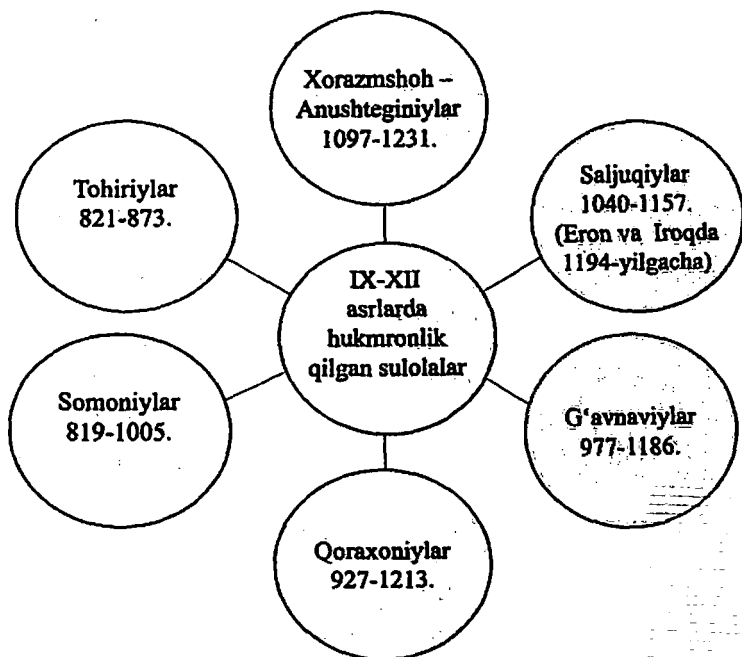 Xorazmshoh –
Anushteginiylar
1097-1231.
Tohiriylar
821-873.
Saljuqiylar
1040-1157.
(Eron va Iroqda
1194-yilgacha)
IX-XII
asrlarda
hukmronlik
qilgan sulolalar
Somoniylar
819-1005.
G‘avnaviylar
977-1186.
Qoraxoniylar
927-1213.